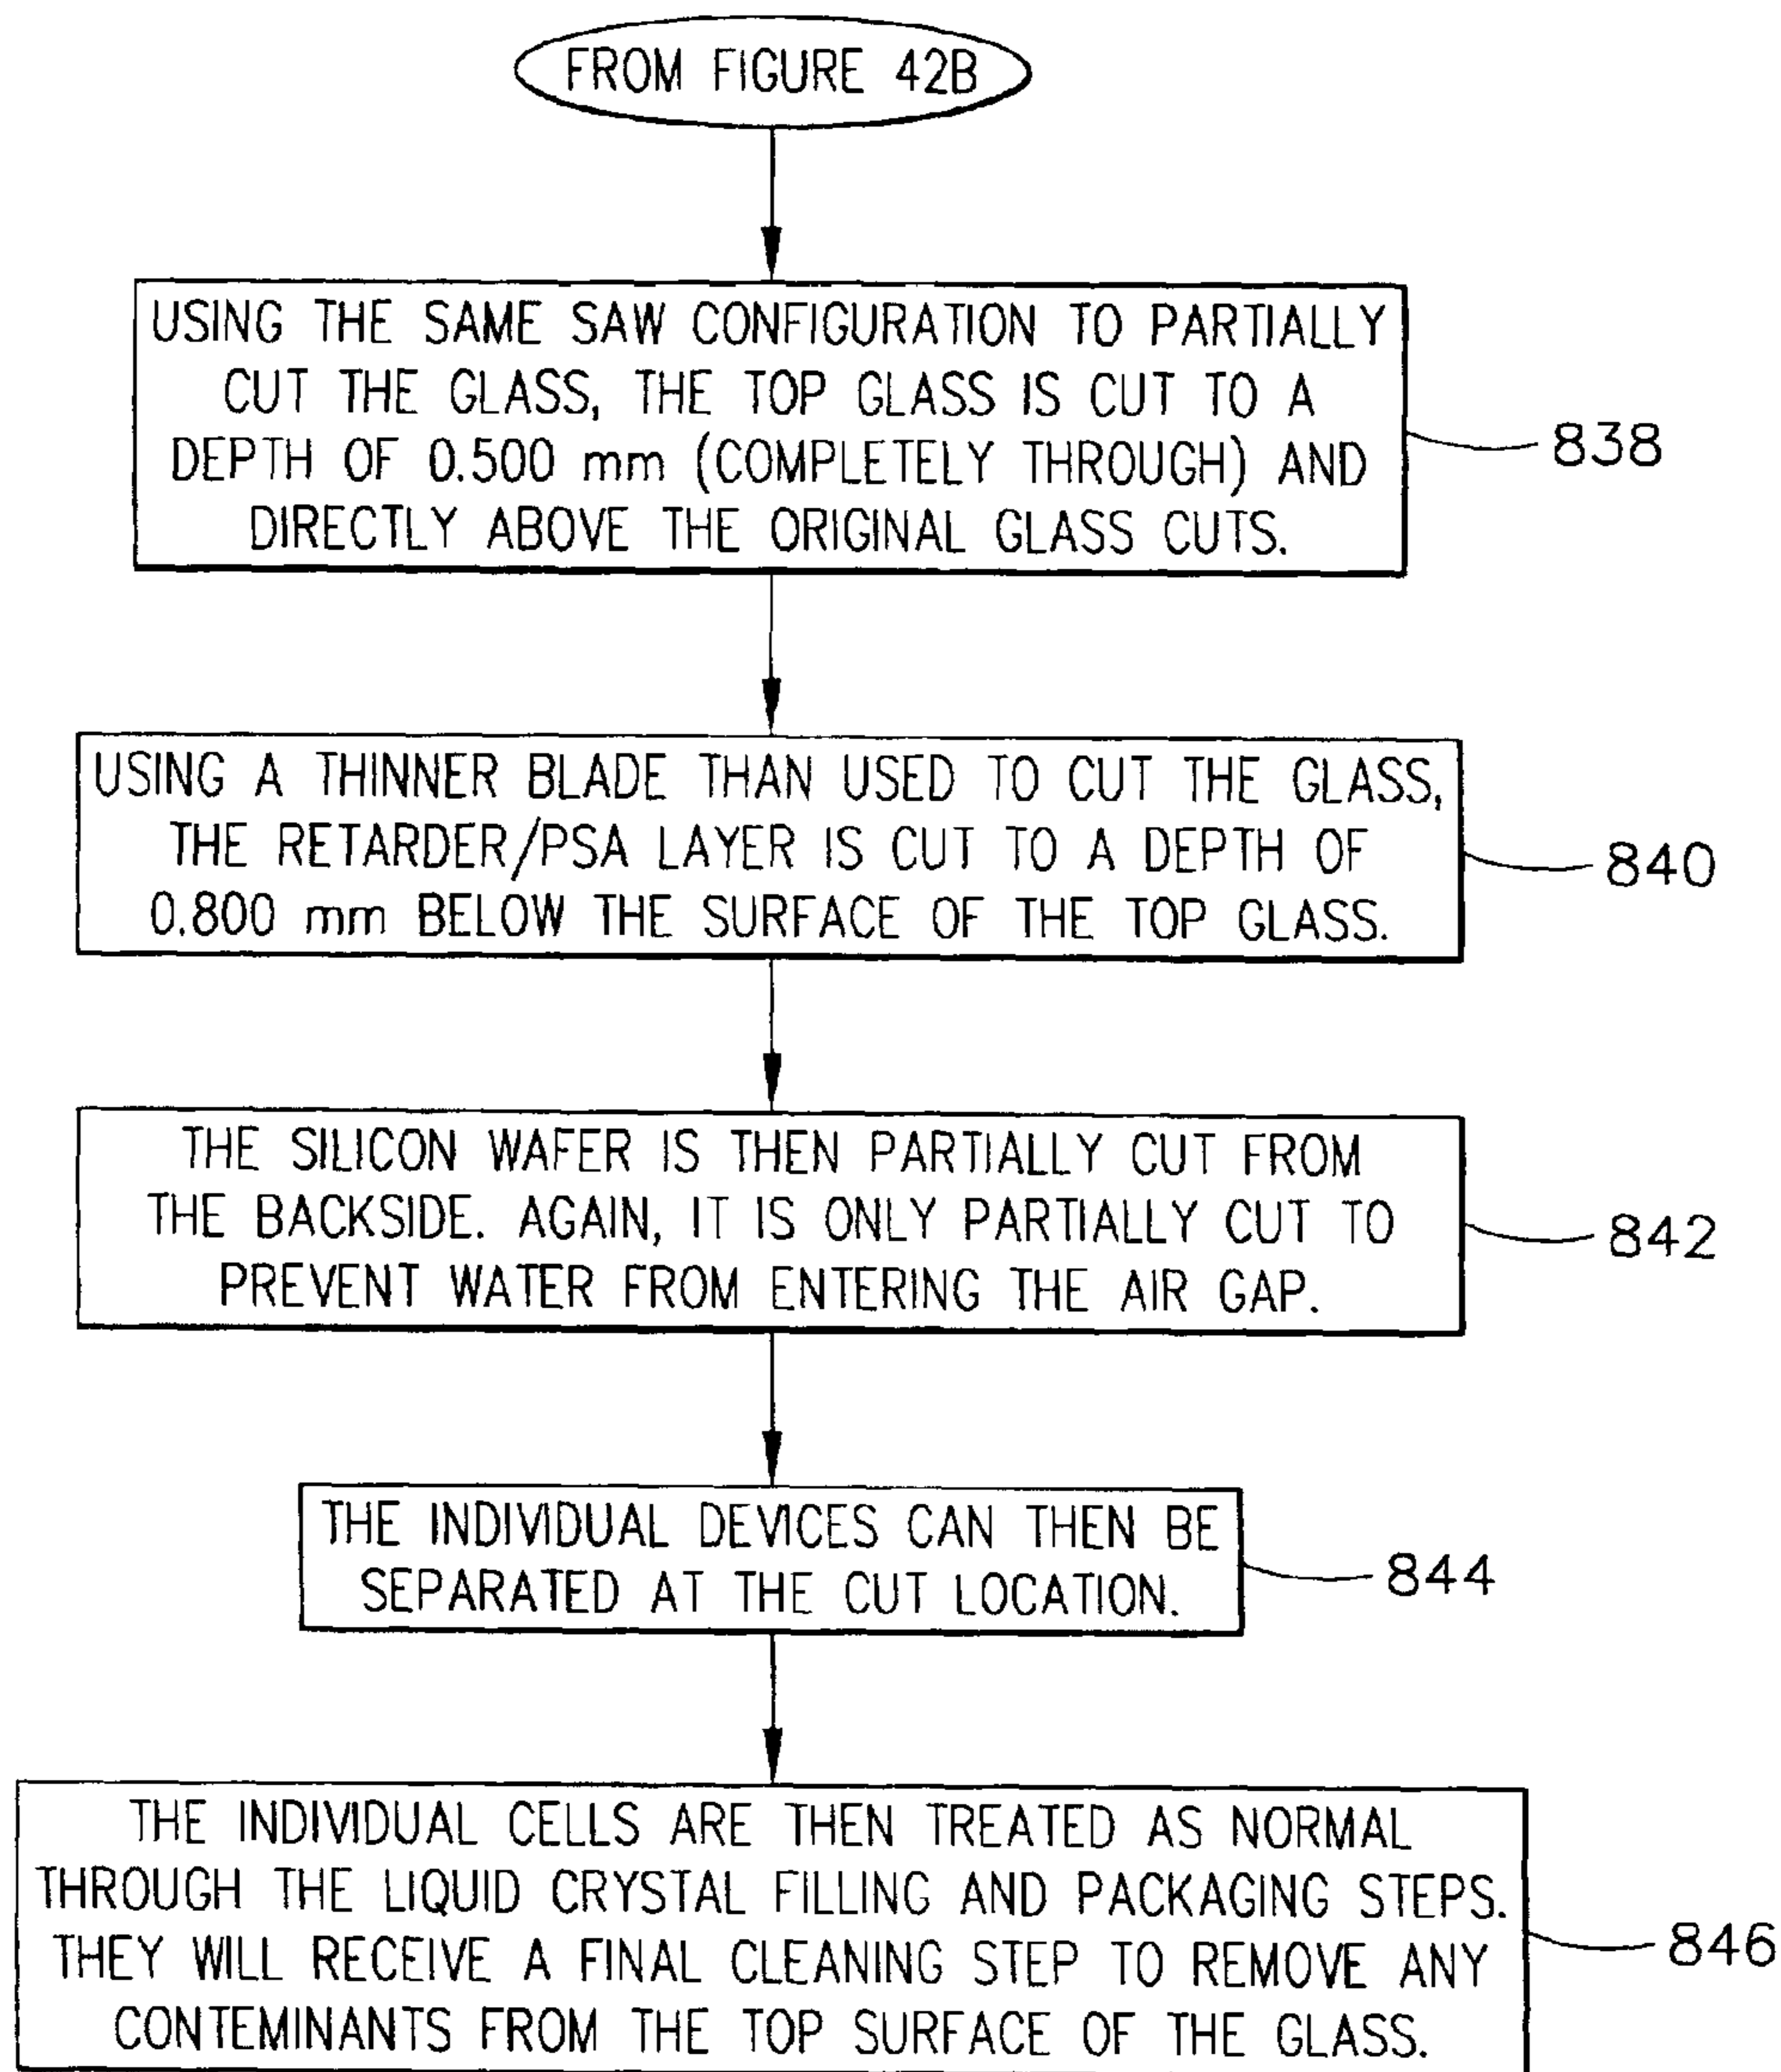 FROM FIGURE 42B
USING THE SAME SAW CONFIGURATION TO PARTIALLY
CUT THE GLASS, THE TOP GLASS IS CUT TO A
DEPTH OF 0.500 mm (COMPLETELY THROUGH) AND
DIRECTLY ABOVE THE ORIGINAL GLASS CUTS.
838
USING A THINNER BLADE THAN USED TO CUT THE GLASS,
THE RETARDER/PSA LAYER IS CUT TO A DEPTH OF
0.800 mm BELOW THE SURFACE OF THE TOP GLASS.
840
THE SILICON WAFER IS THEN PARTIALLY CUT FROM
THE BACKSIDE. AGAIN, IT IS ONLY PARTIALLY CUT TO
PREVENT WATER FROM ENTERING THE AIR GAP.
842
THE INDIVIDUAL DEVICES CAN THEN BE
SEPARATED AT THE CUT LOCATION.
844
THE INDIVIDUAL CELLS ARE THEN TREATED AS NORMAL
THROUGH THE LIQUID CRYSTAL FILLING AND PACKAGING STEPS.
THEY WILL RECEIVE A FINAL CLEANING STEP TO REMOVE ANY
CONTEMINANTS FROM THE TOP SURFACE OF THE GLASS.
846